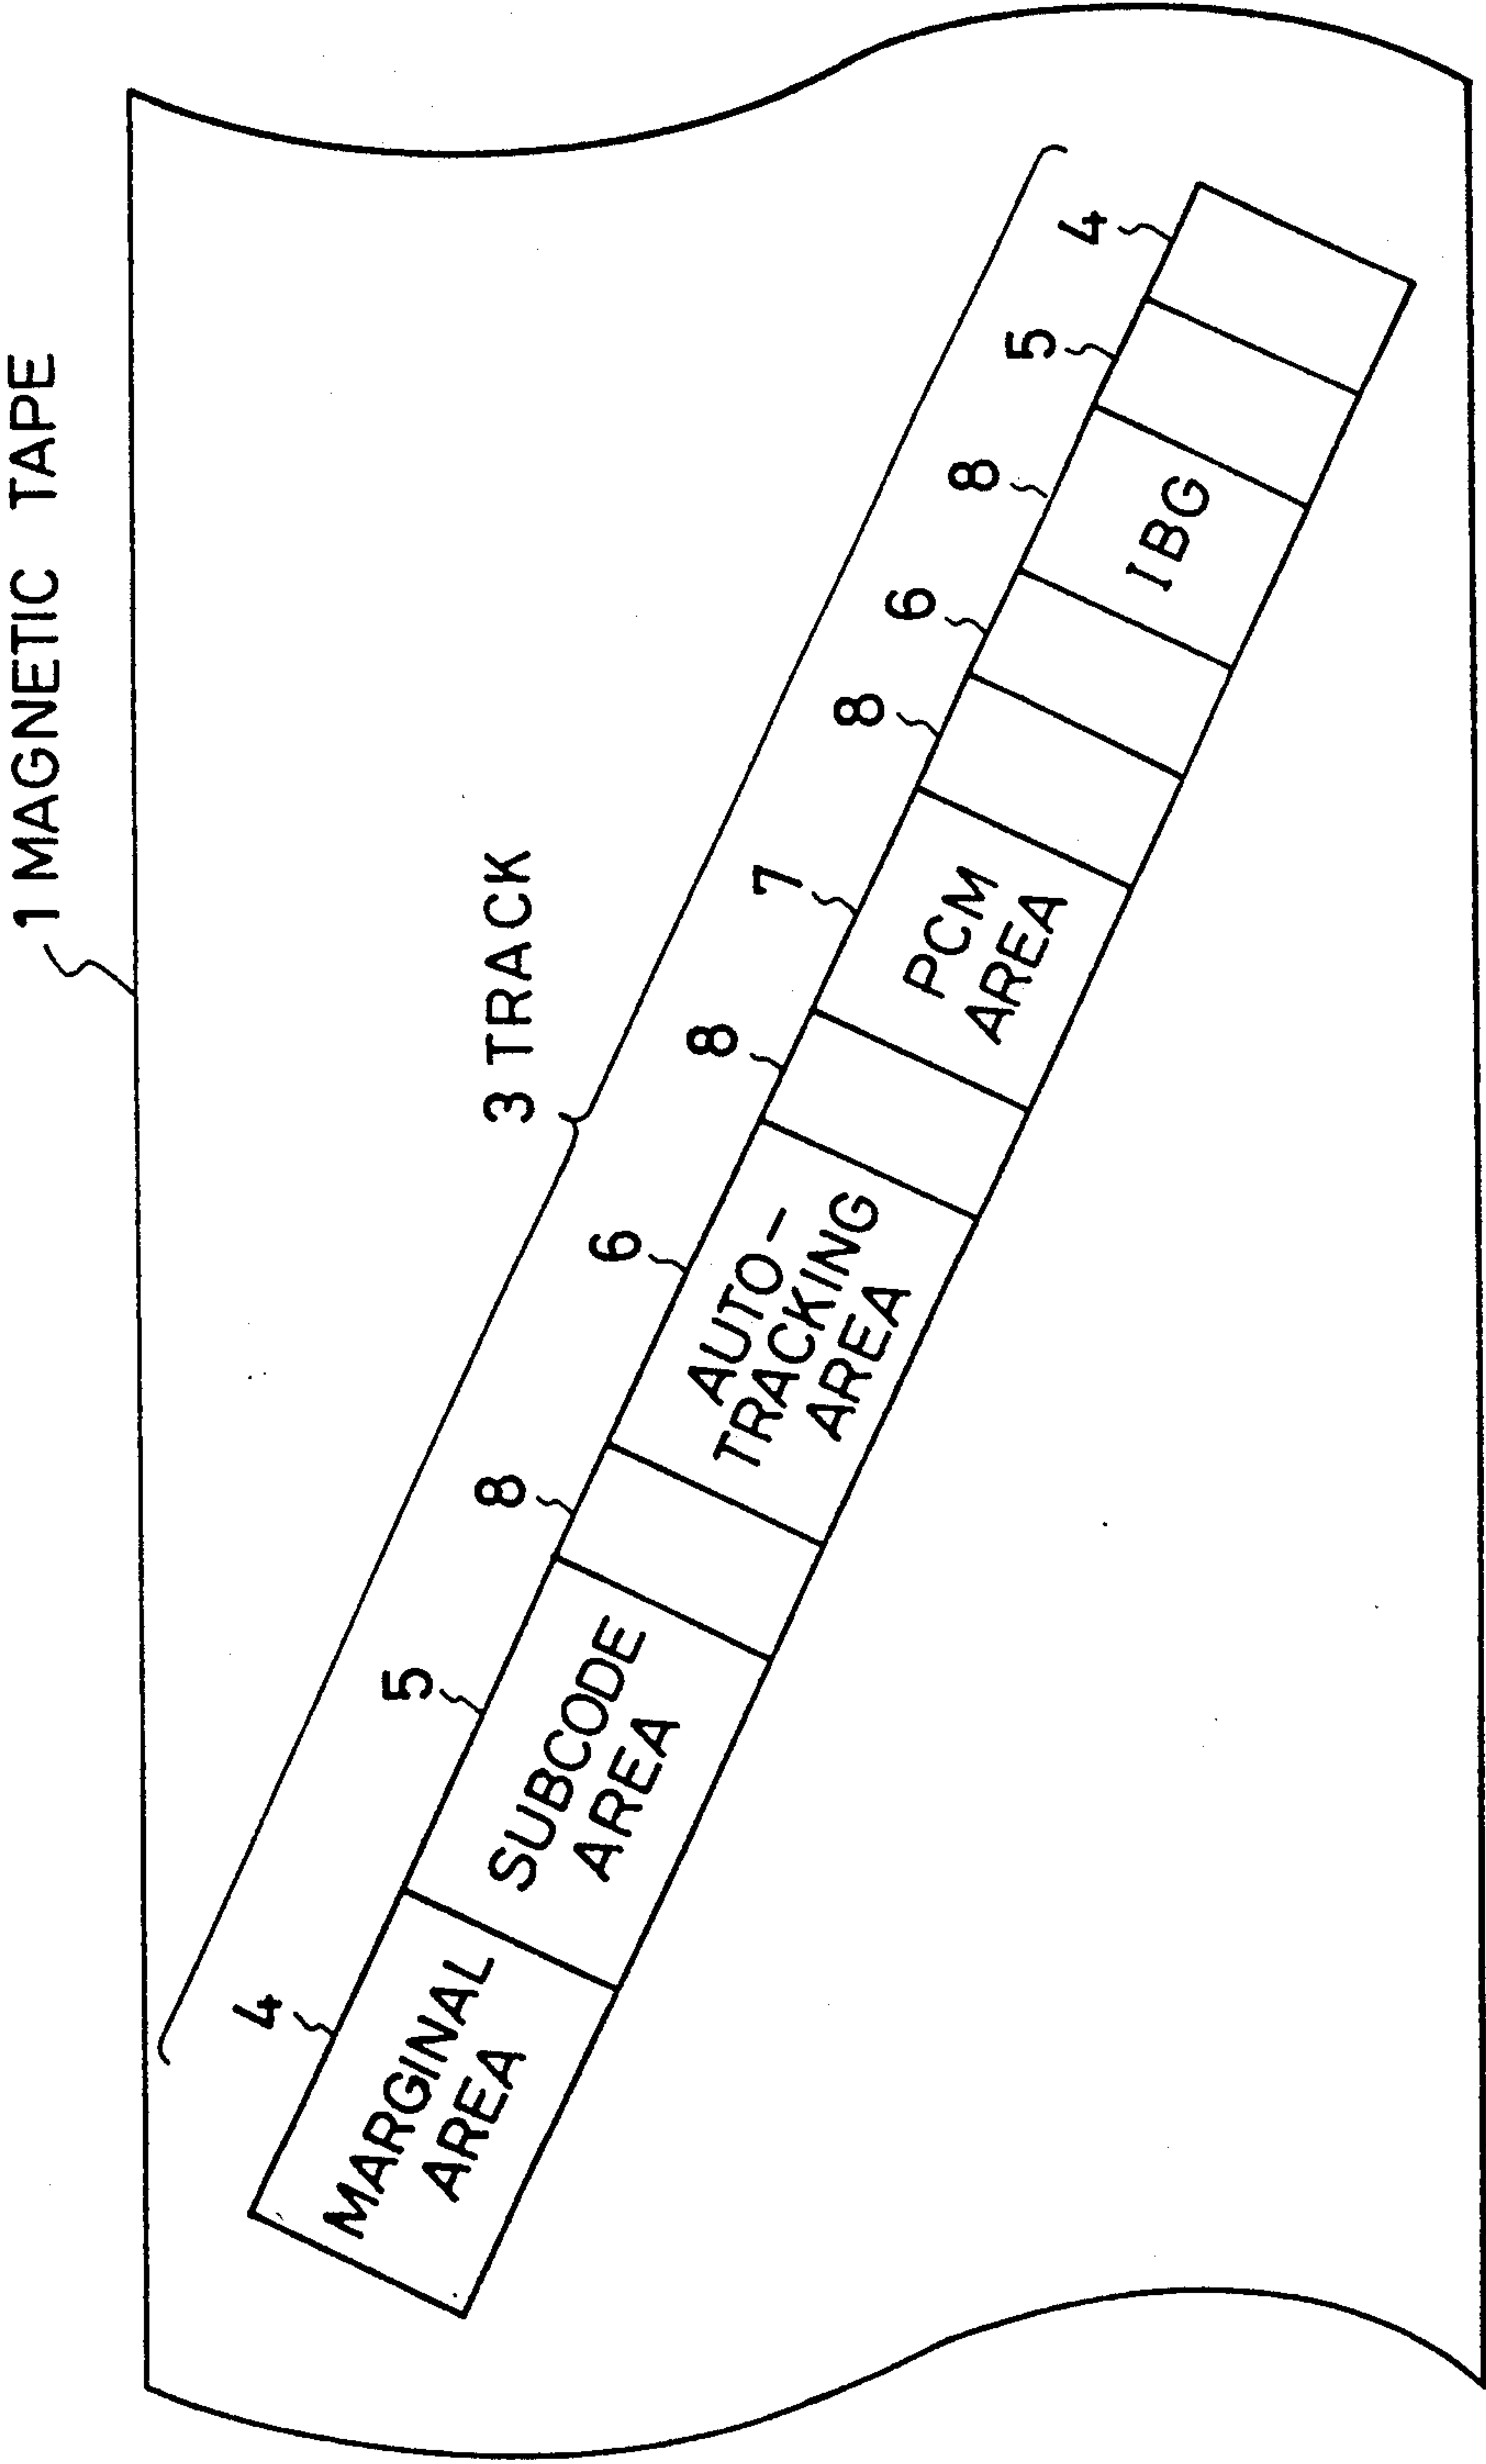 1 MAGNETIC TAPE
3 TRACK
4
5
8
6
8
7
8
6
8
5
4
MARGINAL
AREA
SUBCODE
AREA
AUTO-
TRACKING
AREA
PCM
AREA
IBG